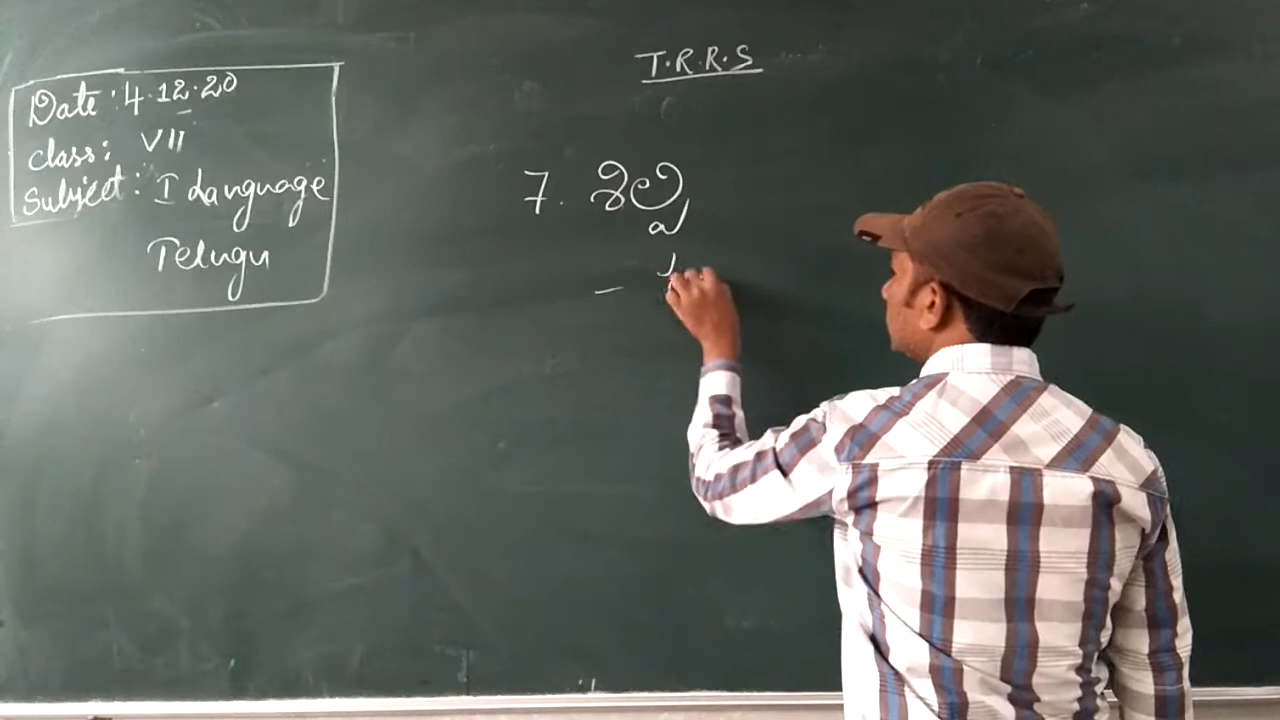 T.R.R.S
Date: 4.12.20
Class: VII
Subject: I Language
Telugu
7. శిల్పి